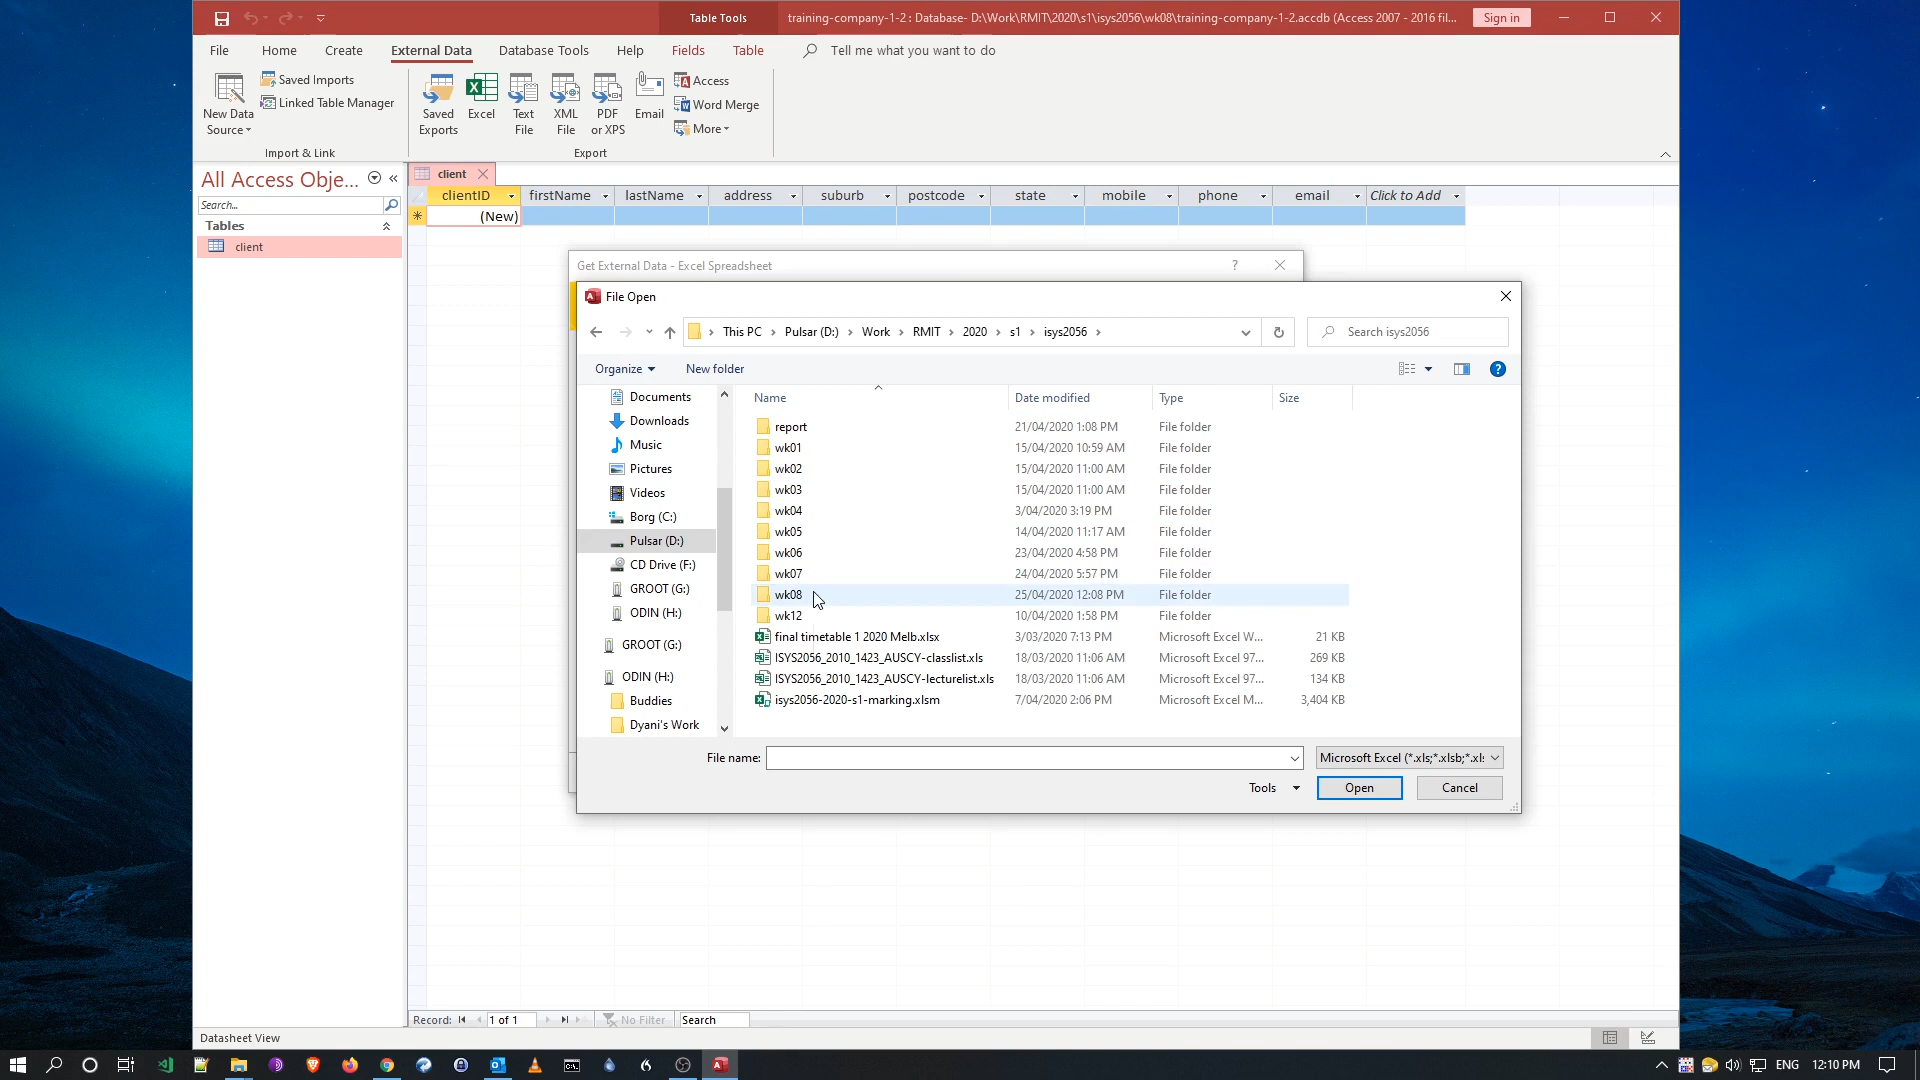 Table Tools
training-company-1-2 : Database- D:\Work\RMIT\2020\s1\isys2056\wk08\training-company-1-2.accdb (Access 2007 - 2016 fil...
Sign in
File Home Create External Data Database Tools Help Fields Table Tell me what you want to do
New Data Source
Saved Imports
Linked Table Manager
Import & Link
Saved Exports
Excel
Text File
XML File
PDF or XPS
Email
Access
Word Merge
More
Export
All Access Obje...
Search...
Tables
client
client
clientID firstName lastName address suburb postcode state mobile phone email Click to Add
(New)
Get External Data - Excel Spreadsheet
File Open
This PC Pulsar (D:) Work RMIT 2020 s1 isys2056
Search isys2056
Organize New folder
Documents
Downloads
Music
Pictures
Videos
Borg (C:)
Pulsar (D:)
CD Drive (F:)
GROOT (G:)
ODIN (H:)
GROOT (G:)
ODIN (H:)
Buddies
Dyani's Work
Name Date modified Type Size
report 21/04/2020 1:08 PM File folder
wk01 15/04/2020 10:59 AM File folder
wk02 15/04/2020 11:00 AM File folder
wk03 15/04/2020 11:00 AM File folder
wk04 3/04/2020 3:19 PM File folder
wk05 14/04/2020 11:17 AM File folder
wk06 23/04/2020 4:58 PM File folder
wk07 24/04/2020 5:57 PM File folder
wk08 25/04/2020 12:08 PM File folder
wk12 10/04/2020 1:58 PM File folder
final timetable 1 2020 Melb.xlsx 3/03/2020 7:13 PM Microsoft Excel W... 21 KB
ISYS2056_2010_1423_AUSCY-classlist.xls 18/03/2020 11:06 AM Microsoft Excel 97... 269 KB
ISYS2056_2010_1423_AUSCY-lecturelist.xls 18/03/2020 11:06 AM Microsoft Excel 97... 134 KB
isys2056-2020-s1-marking.xlsm 7/04/2020 2:06 PM Microsoft Excel M... 3,404 KB
File name:
Microsoft Excel (*.xls;*.xlsb;*.xl
Tools
Open
Cancel
Record: 1 of 1 No Filter Search
Datasheet View
ENG 12:10 PM